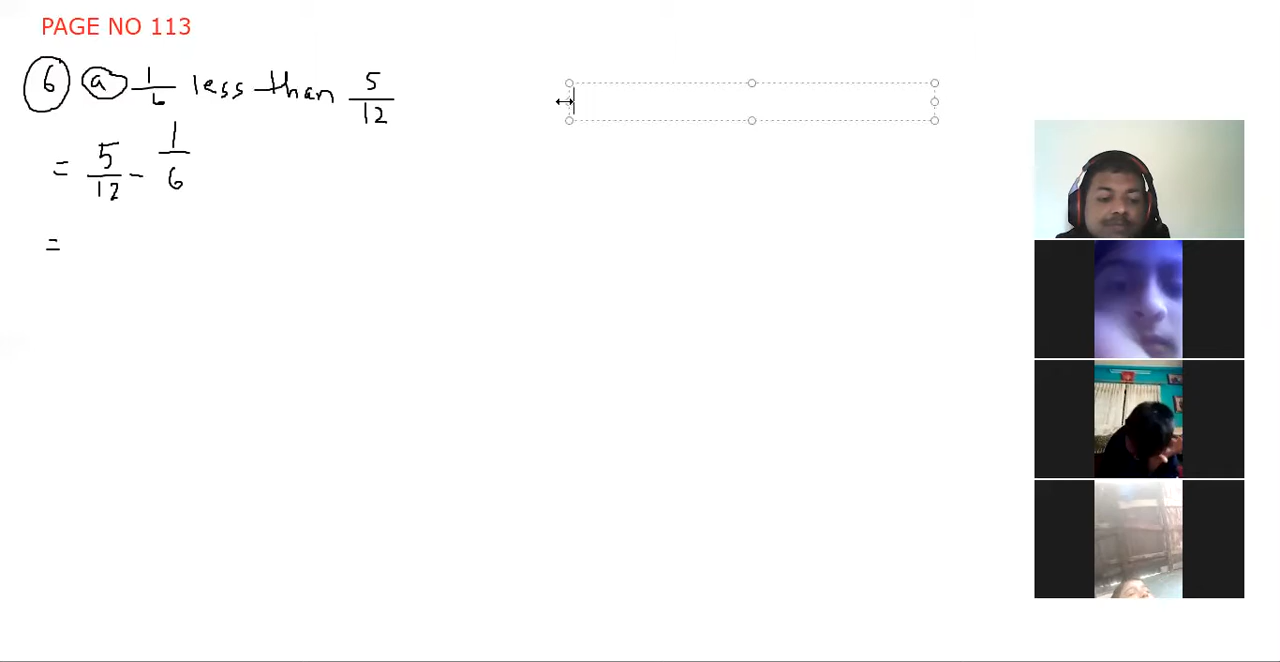 PAGE NO 113
6 a 1/6 less than 5/12
= 5/12 - 1/6
=